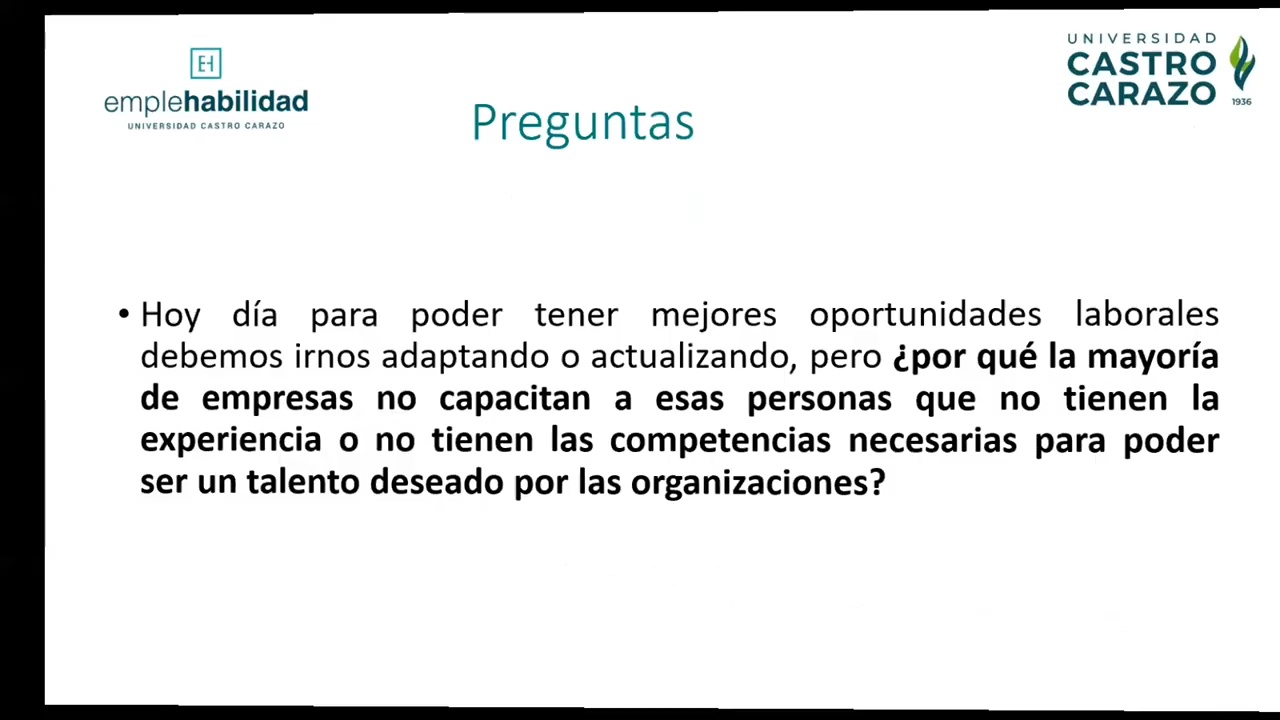 EH
emplehabilidad
UNIVERSIDAD CASTRO CARAZO
UNIVERSIDAD
CASTRO
CARAZO
1936
Preguntas
• Hoy día para poder tener mejores oportunidades laborales
debemos irnos adaptando o actualizando, pero ¿por qué la mayoría
de empresas no capacitan a esas personas que no tienen la
experiencia o no tienen las competencias necesarias para poder
ser un talento deseado por las organizaciones?